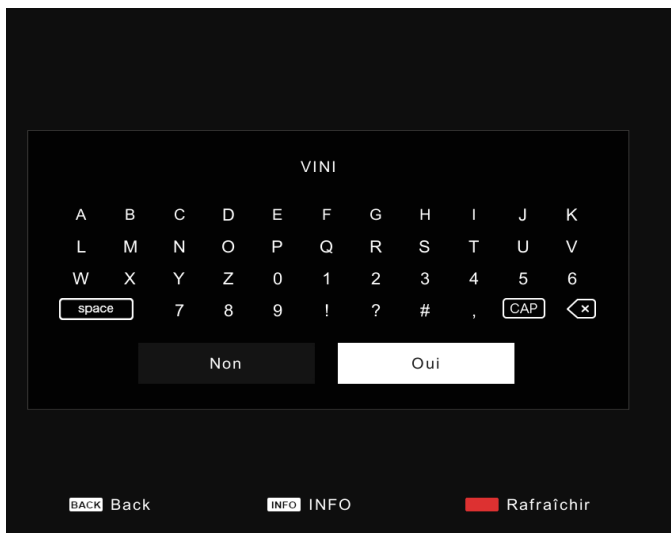 VINI
A B C D E F G H I J K
L M N O P Q R S T U V
W X Y Z 0 1 2 3 4 5 6
space 7 8 9 ! ? # , CAP
Non Oui
BACK Back INFO INFO Rafraîchir